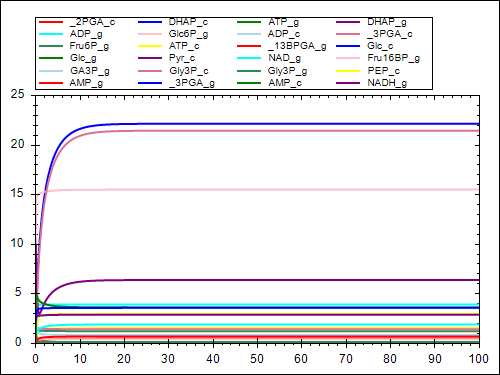 _2PGA_c DHAP_c ATP_g DHAP_g
ADP_g Glc6P_g ADP_c _3PGA_c
Fru6P_g ATP_c _13BPGA_g Glc_c
Glc_g Pyr_c NAD_g Fru16BP_g
GA3P_g Gly3P_c Gly3P_g PEP_c
AMP_g _3PGA_g AMP_c NADH_g
25
20
15
10
5
0
0 10 20 30 40 50 60 70 80 90 100